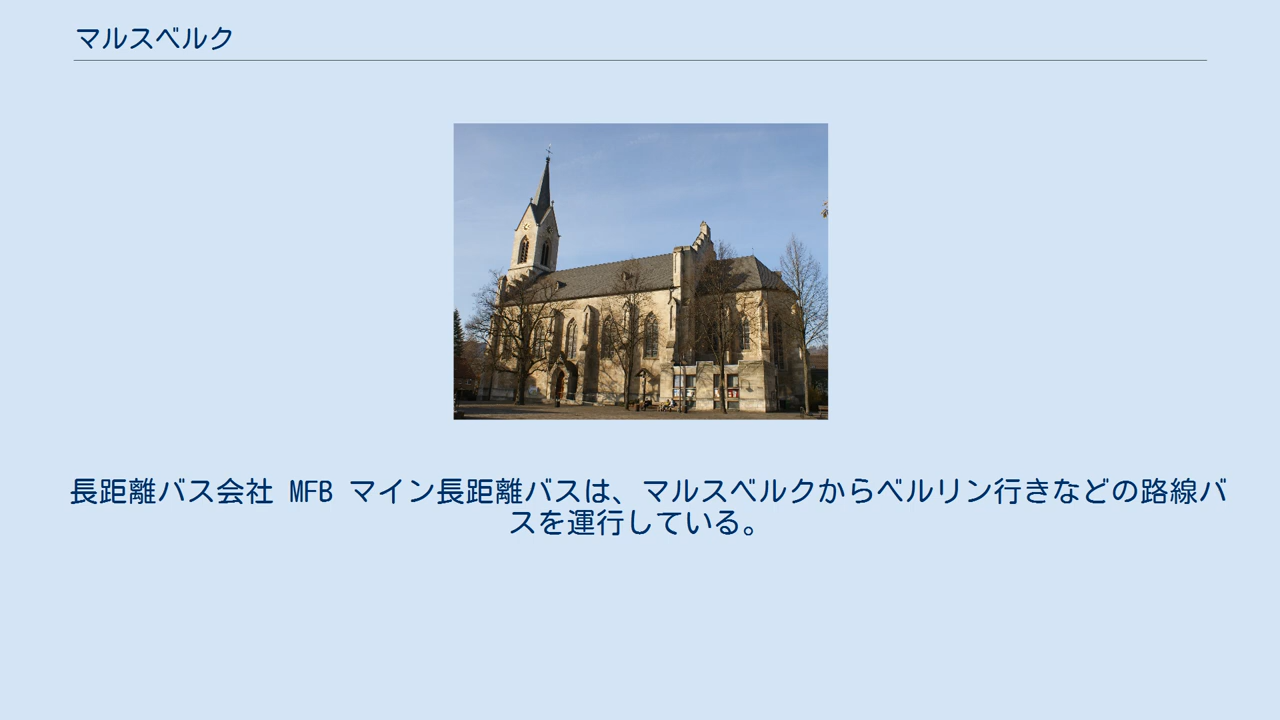 マルスベルク
長距離バス会社 MFB マイン長距離バスは、マルスベルクからベルリン行きなどの路線バ
スを運行している。